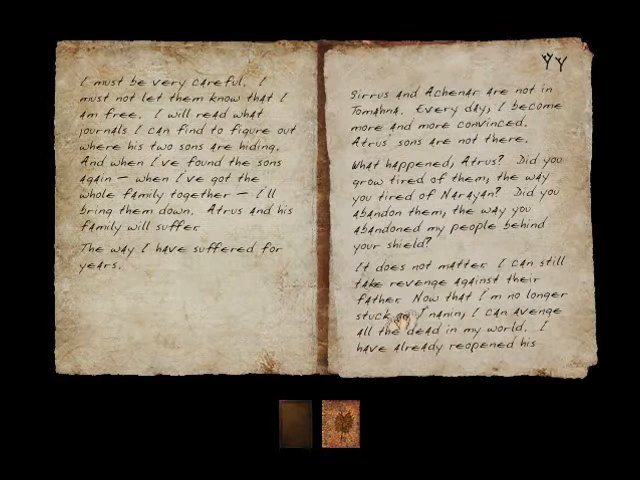 I must be very careful. I
must not let them know that I
am free. I will read what
journals I can find to figure out
where his two sons are hiding.
And when I've found the sons
again – when I've got the
whole family together – I'll
bring them down. Atrus and his
family will suffer
The way I have suffered for
years.
Sirrus and Achenar are not in
Tomahna. Every day, I become
more and more convinced.
Atrus sons are not there.
What happened, Atrus? Did you
grow tired of them, the way
you tired of Narayan? Did you
abandon them, the way you
abandoned my people behind
your shield?
It does not matter. I can still
take revenge against their
father. Now that I'm no longer
stuck on J'nanin, I can avenge
all the dead in my world. I
have already reopened his